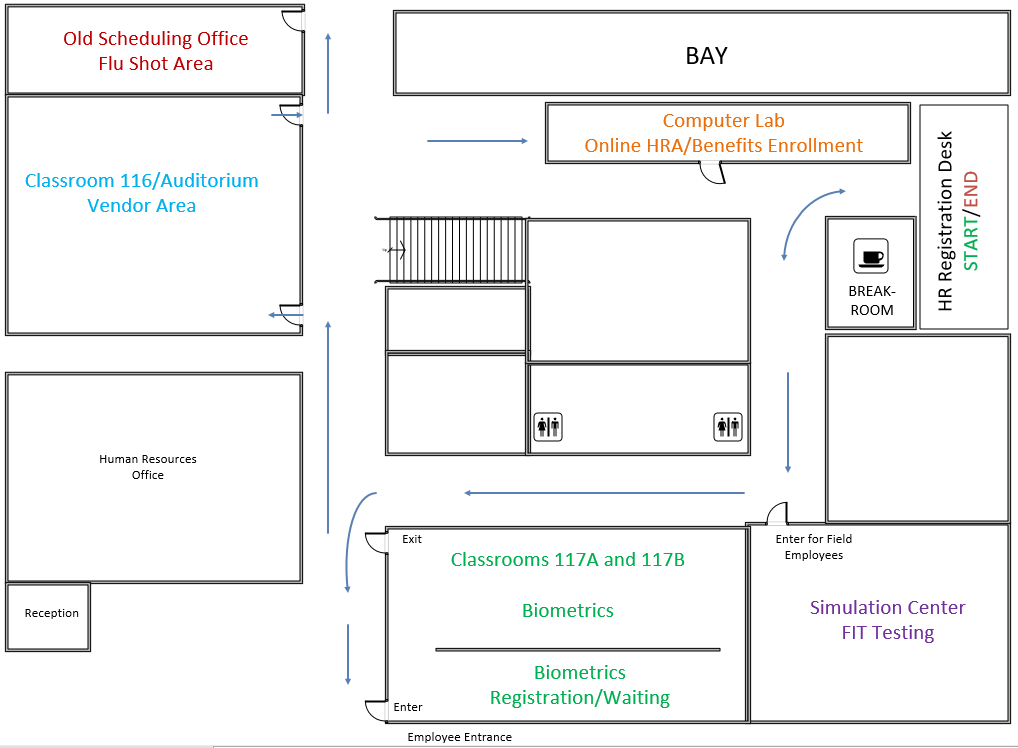 Old Scheduling Office
Flu Shot Area
BAY
Computer Lab
Online HRA/Benefits Enrollment
HR Registration Desk
START/END
Classroom 116/Auditorium
Vendor Area
BREAK-
ROOM
Human Resources
Office
Exit
Classrooms 117A and 117B
Biometrics
Enter for Field
Employees
Simulation Center
FIT Testing
Reception
Biometrics
Registration/Waiting
Enter
Employee Entrance